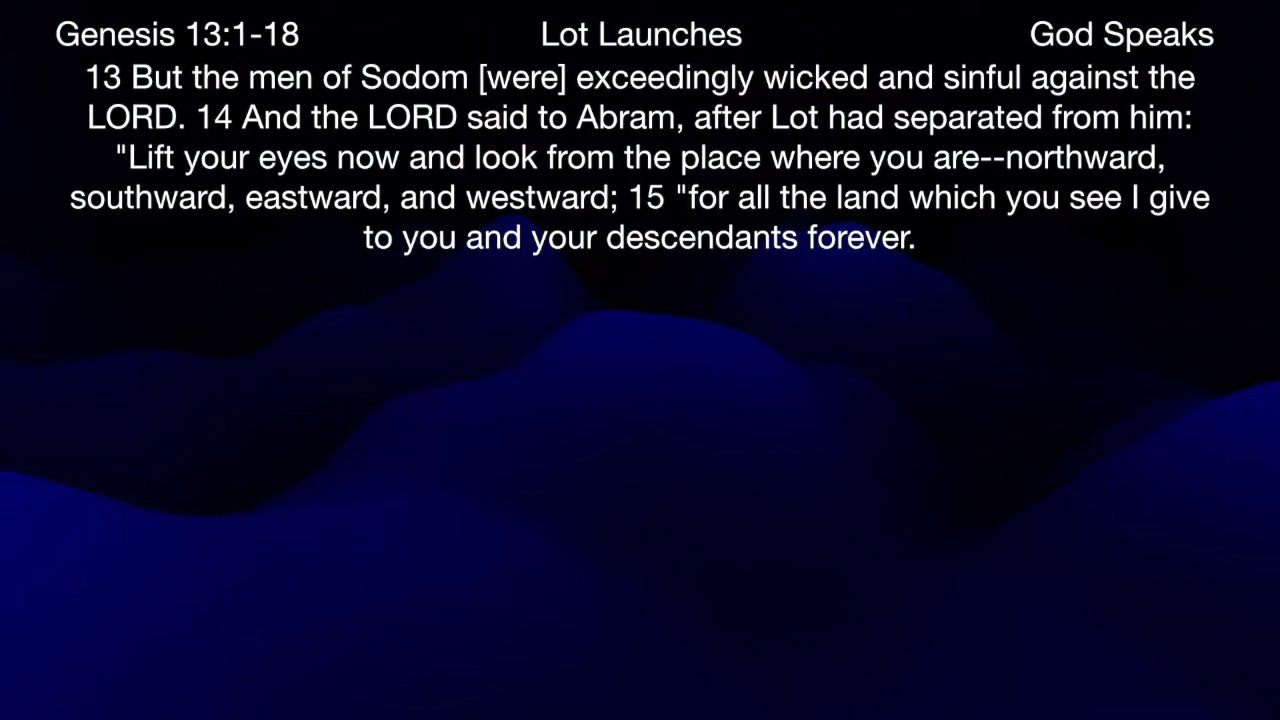 Genesis 13:1-18 Lot Launches God Speaks
13 But the men of Sodom [were] exceedingly wicked and sinful against the
LORD. 14 And the LORD said to Abram, after Lot had separated from him:
"Lift your eyes now and look from the place where you are--northward,
southward, eastward, and westward; 15 "for all the land which you see I give
to you and your descendants forever.